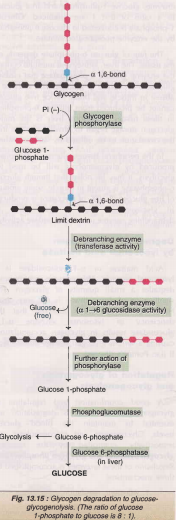 α 1,6-bond
Glycogen
Pi (–)
Glycogen
phosphorylase
Glucose 1-
phosphate
α 1,6-bond
Limit dextrin
Debranching enzyme
(transferase activity)
Glucose
(free)
Debranching enzyme
(α 1→6 glucosidase activity)
Further action of
phosphorylase
Glucose 1-phosphate
Phosphoglucomutase
Glycolysis ← Glucose 6-phosphate
Glucose 6-phosphatase
(in liver)
GLUCOSE
Fig. 13.15 : Glycogen degradation to glucose-
glycogenolysis. (The ratio of glucose
1-phosphate to glucose is 8 : 1).